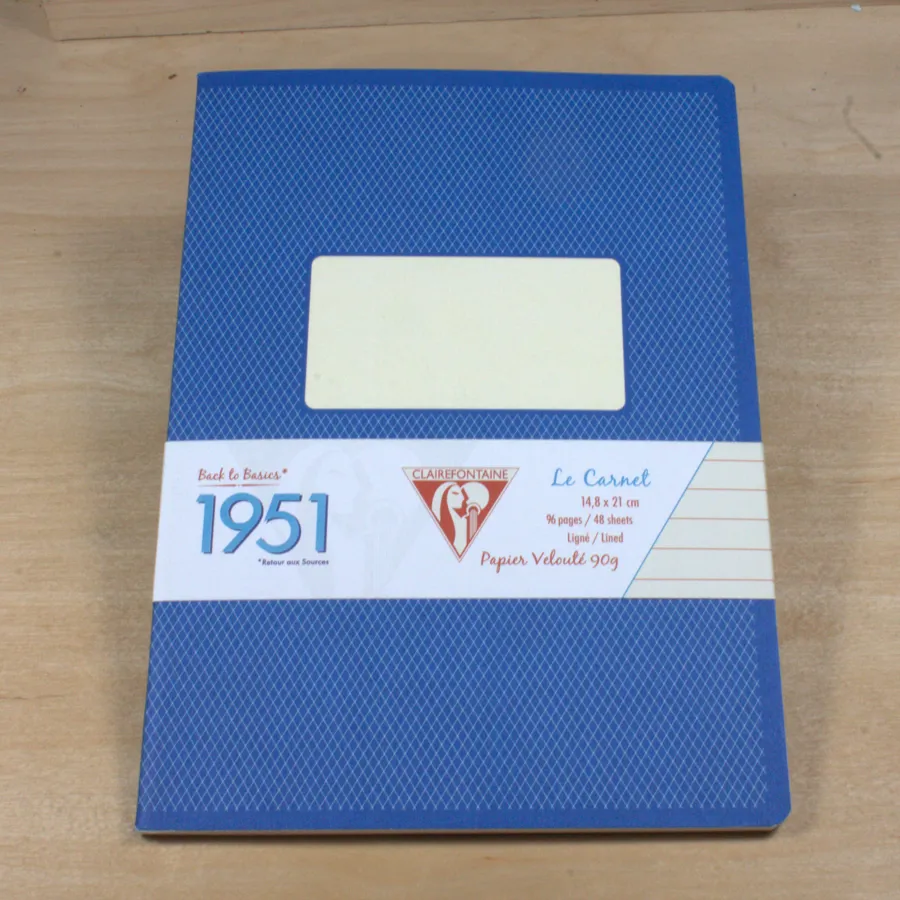 Back to Basics*
1951
*Retour aux Sources
CLAIREFONTAINE
Le Carnet
14,8 x 21 cm
96 pages / 48 sheets
Ligné / Lined
Papier Velouté 90g